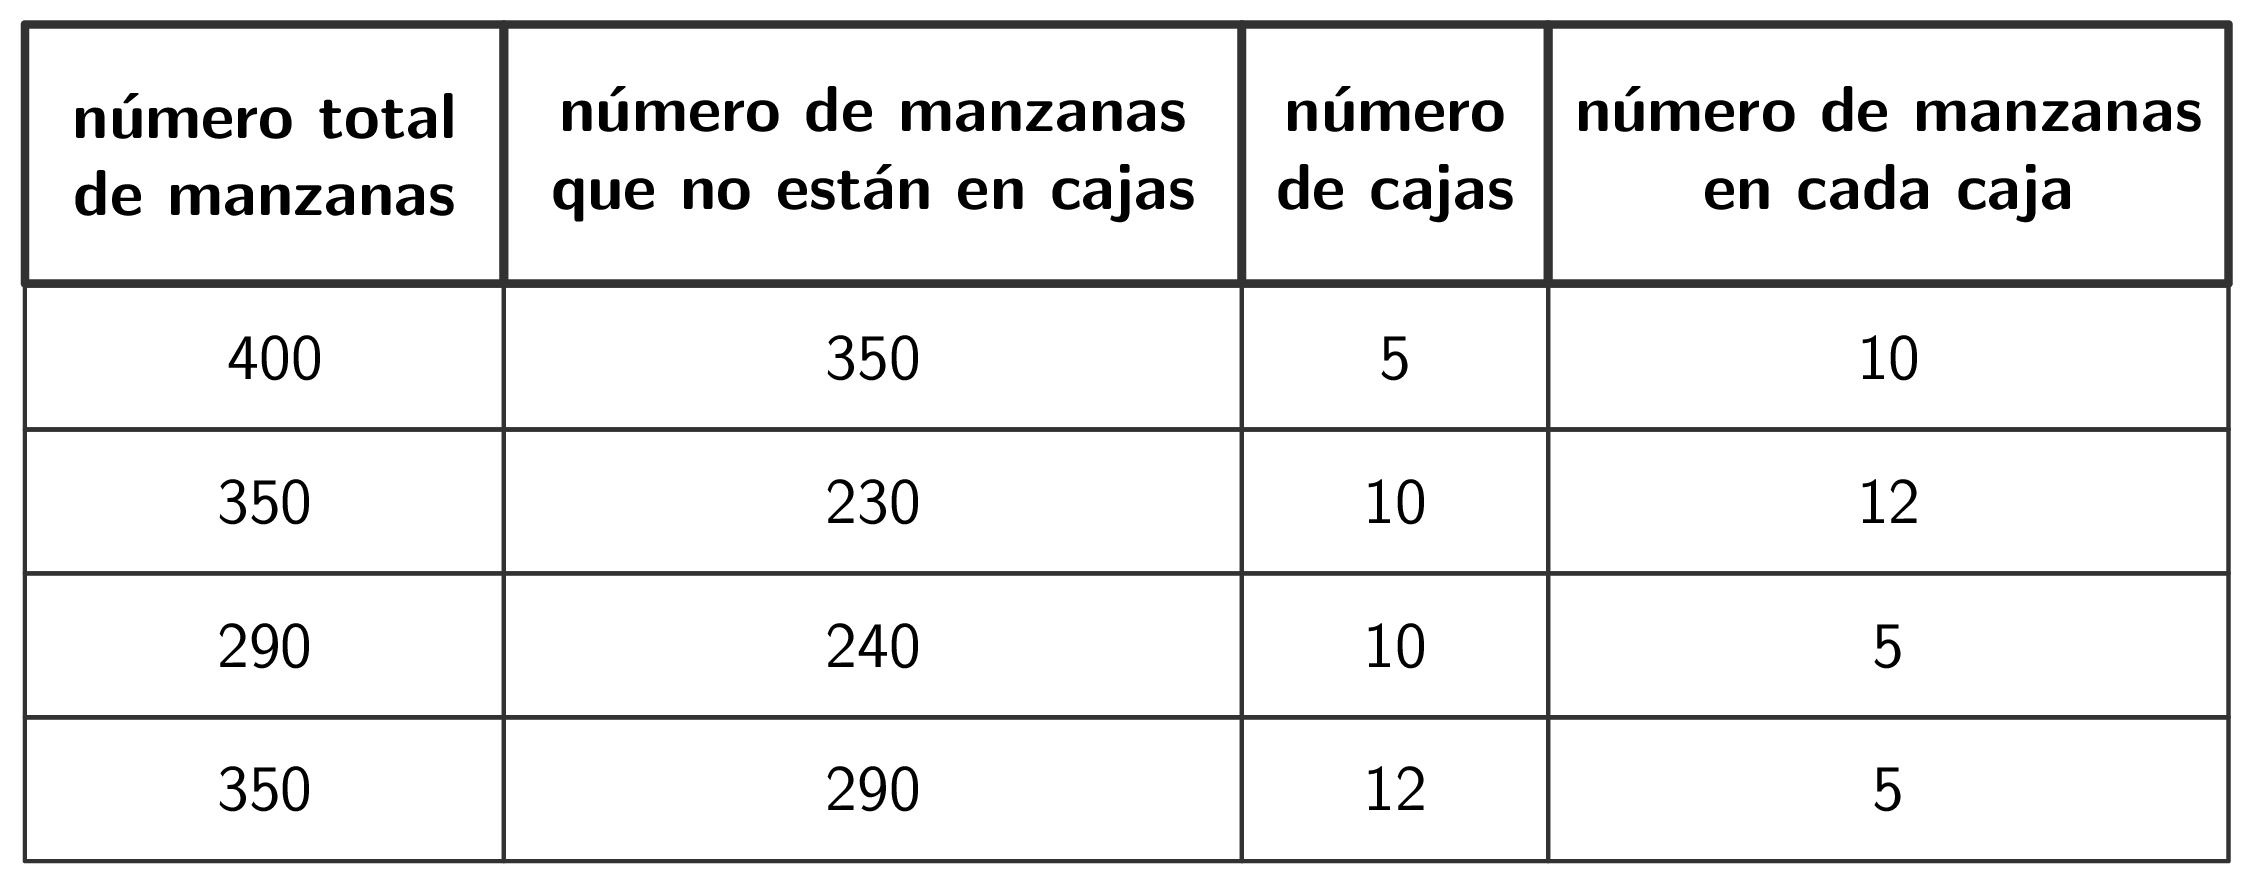 número total
de manzanas
número de manzanas
que no están en cajas
número
de cajas
número de manzanas
en cada caja
400 350 5 10
350 230 10 12
290 240 10 5
350 290 12 5